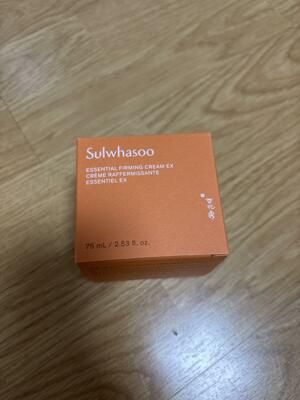 Sulwhasoo
ESSENTIAL FIRMING CREAM EX
CRÈME RAFFERMISSANTE
ESSENTIEL EX
75 mL / 2.53 fl. oz.